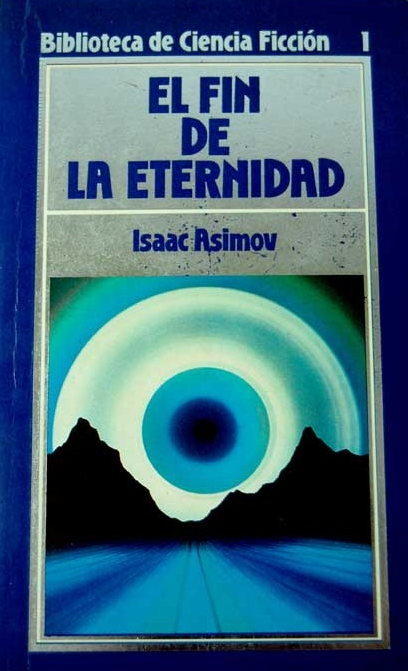 Biblioteca de Ciencia Ficción 1
EL FIN
DE
LA ETERNIDAD
Isaac Asimov